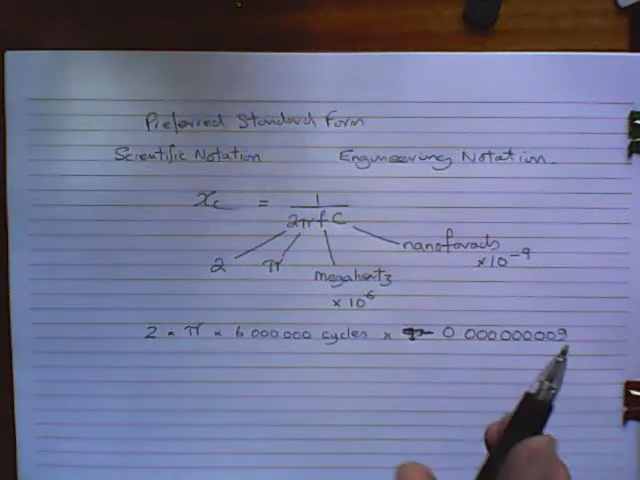 Preferred Standard Form
Scientific Notation Engineering Notation.
Xc = 1
2πfC
2 π megahertz nanofarads
×10⁶ ×10⁻⁹
2 × π × 6 000 000 cycles × 0 000000009